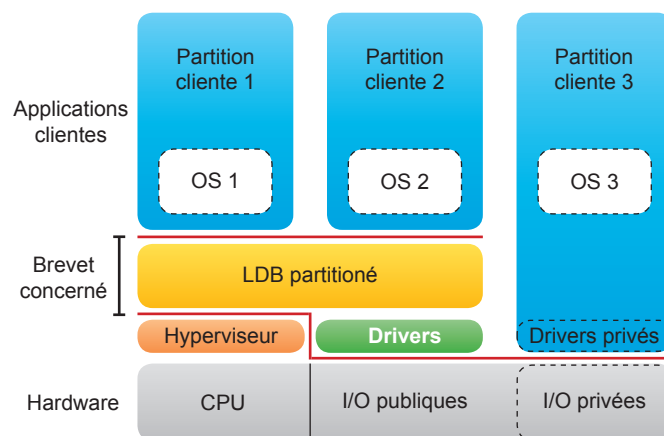 Partition
cliente 1
Partition
cliente 2
Partition
cliente 3
Applications
clientes
OS 1
OS 2
OS 3
Brevet
concerné
LDB partitioné
Hyperviseur
Drivers
Drivers privés
Hardware
CPU
I/O publiques
I/O privées